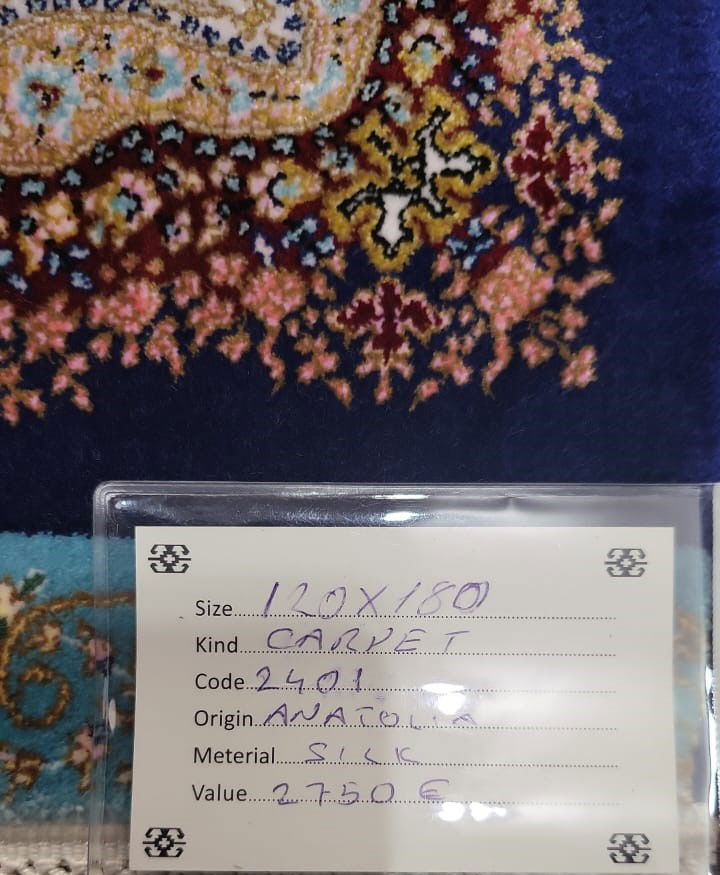 Size 120X180
Kind CARPET
Code 2401
Origin ANATOLIA
Meterial SILK
Value 2750 €